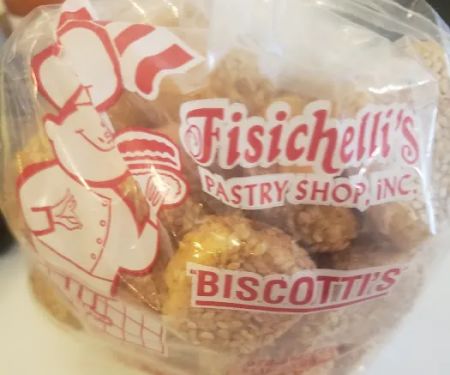 Fisichelli's
PASTRY SHOP, INC.
"BISCOTTI'S"